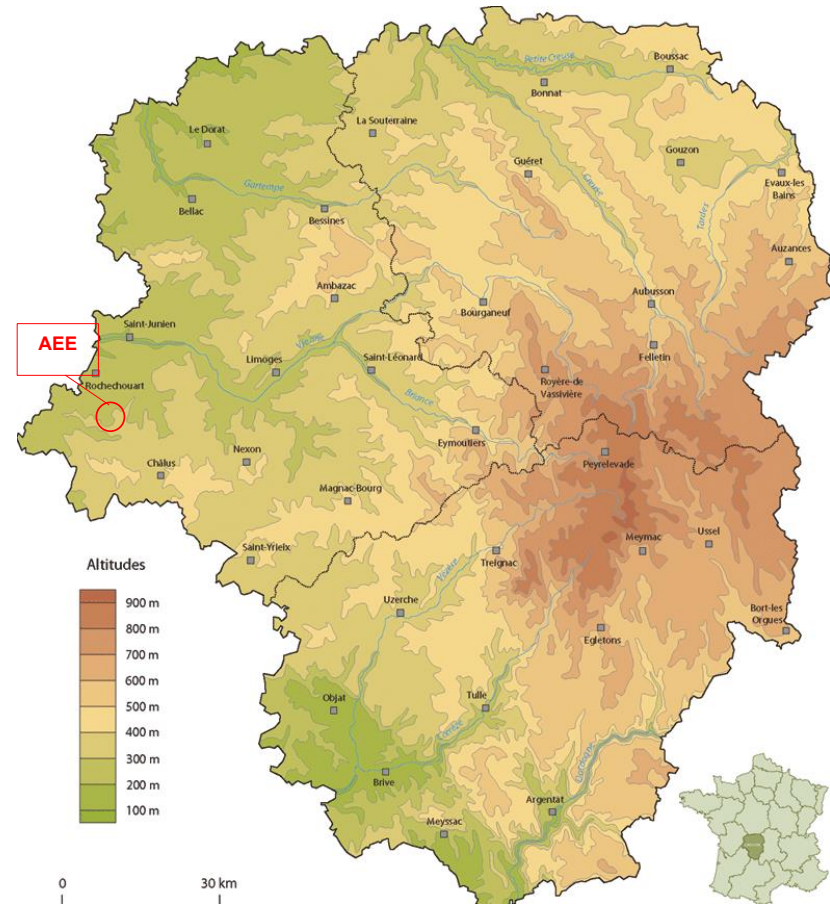 Petite Creuse
Boussac
Bonnat
La Souterraine
Le Dorat
Guéret
Gouzon
Creuse
Evaux-les
Bains
Gartempe
Bellac
Bessines
Tardes
Auzances
Ambazac
Aubusson
Bourganeuf
AEE
Saint-Junien
Vienne
Limoges
Saint-Léonard
Felletin
Rochechouart
Royère-de
Vassivière
Briance
Eymoutiers
Peyrelevade
Nexon
Châlus
Magnac-Bourg
Ussel
Meymac
Saint-Yrieix
Treignac
Vézère
Altitudes
900 m
800 m
700 m
600 m
500 m
400 m
300 m
200 m
100 m
Uzerche
Bort-les
Orgues
Egletons
Objat
Tulle
Corrèze
Dordogne
Brive
Argentat
Meyssac
0
30 km